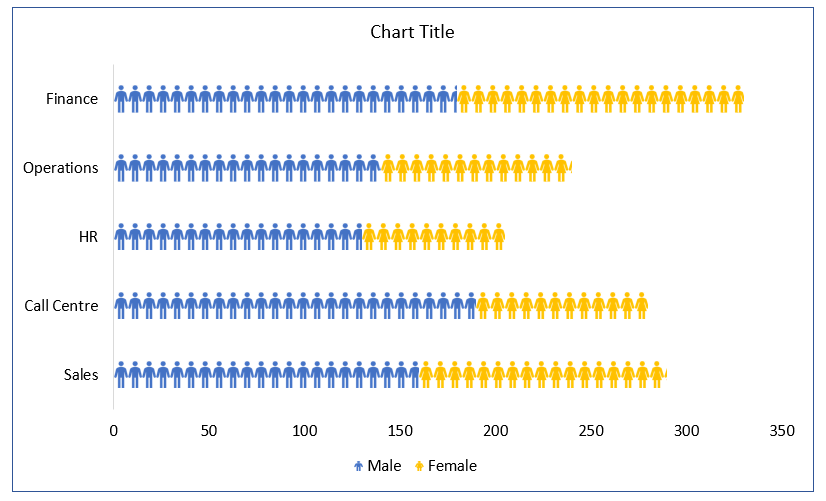 Chart Title
Finance
Operations
HR
Call Centre
Sales
0 50 100 150 200 250 300 350
Male Female